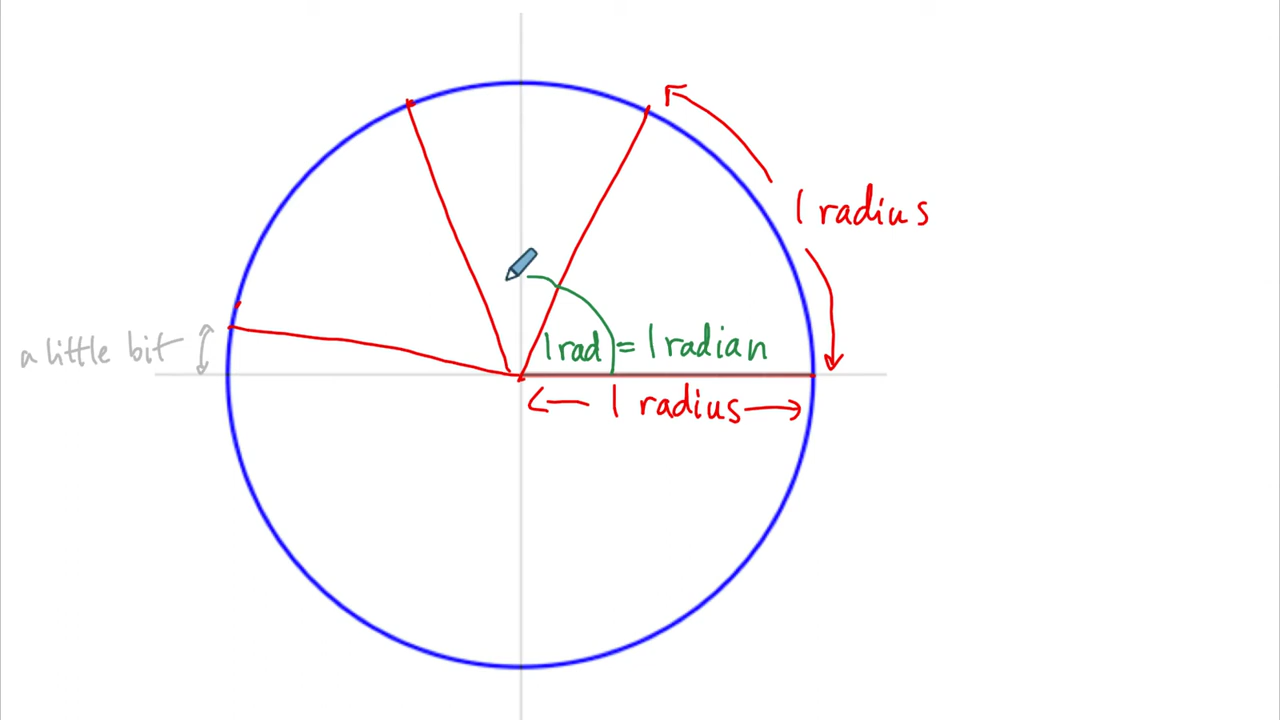 1 radius
1 rad = 1 radian
a little bit
1 radius